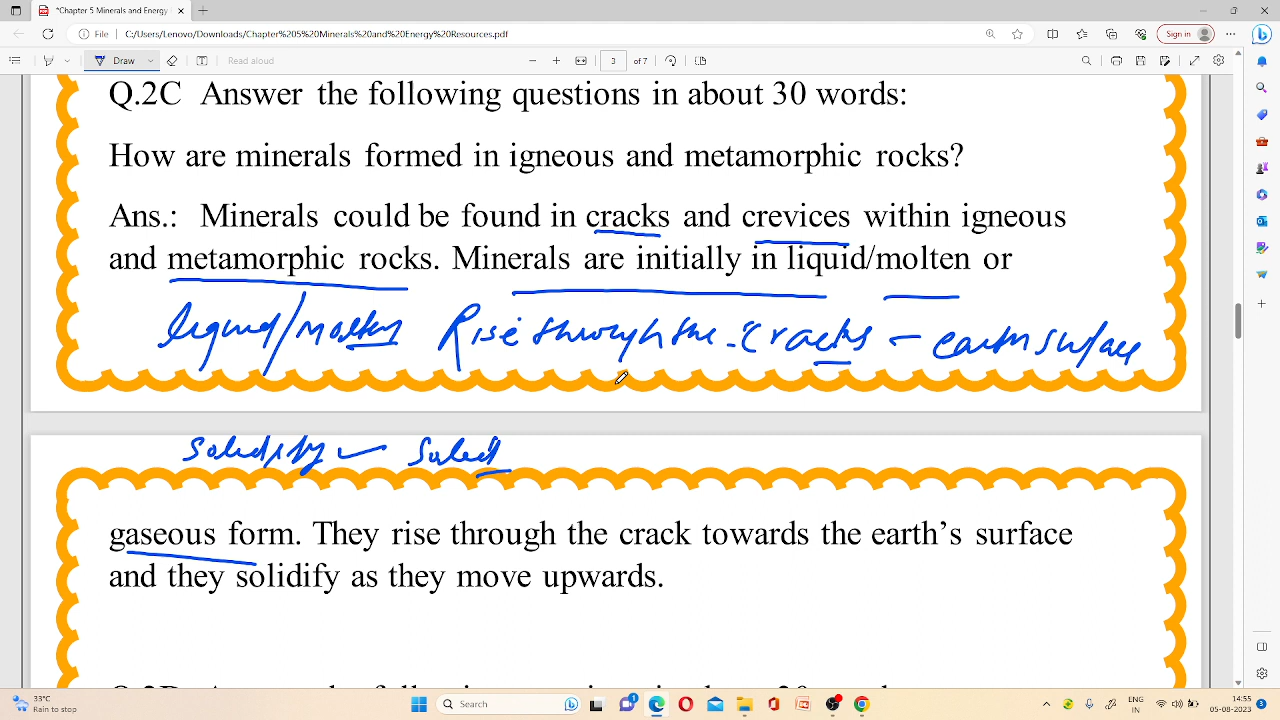 *Chapter 5 Minerals and Energy
File C:/Users/Lenovo/Downloads/Chapter%205%20Minerals%20and%20Energy%20Resources.pdf
Sign in
Draw Read aloud 3 of 7
Q.2C Answer the following questions in about 30 words:
How are minerals formed in igneous and metamorphic rocks?
Ans.: Minerals could be found in cracks and crevices within igneous
and metamorphic rocks. Minerals are initially in liquid/molten or
liquid/molten Rise through the cracks - earth surface
solidify solid
gaseous form. They rise through the crack towards the earth's surface
and they solidify as they move upwards.
33°C
Rain to stop
Search
1
ENG
IN
14:55
05-08-2023
3